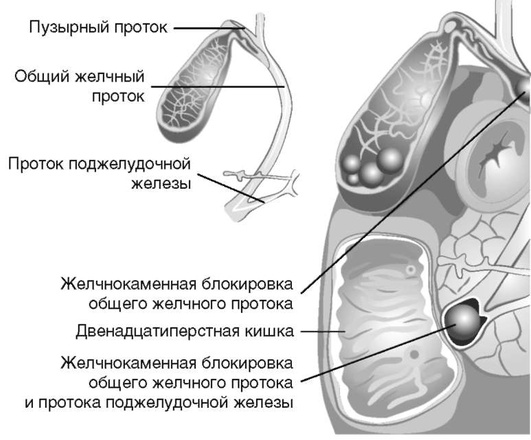 Пузырный проток
Общий желчный
проток
Проток поджелудочной
железы
Желчнокаменная блокировка
общего желчного протока
Двенадцатиперстная кишка
Желчнокаменная блокировка
общего желчного протока
и протока поджелудочной железы